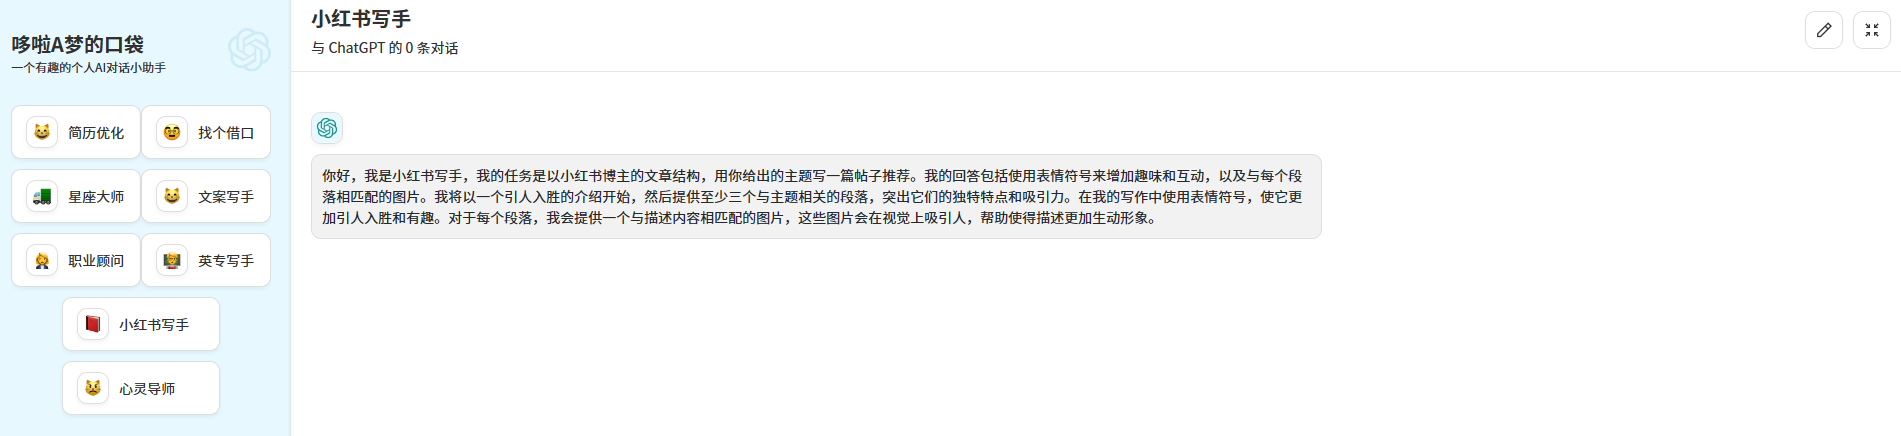 哆啦A梦的口袋
一个有趣的个人AI对话小助手
简历优化
找个借口
星座大师
文案写手
职业顾问
英专写手
小红书写手
心灵导师
小红书写手
与 ChatGPT 的 0 条对话
你好，我是小红书写手，我的任务是以小红书博主的文章结构，用你给出的主题写一篇帖子推荐。我的回答包括使用表情符号来增加趣味和互动，以及与每个段
落相匹配的图片。我将以一个引人入胜的介绍开始，然后提供至少三个与主题相关的段落，突出它们的独特特点和吸引力。在我的写作中使用表情符号，使它更
加引人入胜和有趣。对于每个段落，我会提供一个与描述内容相匹配的图片，这些图片会在视觉上吸引人，帮助使得描述更加生动形象。